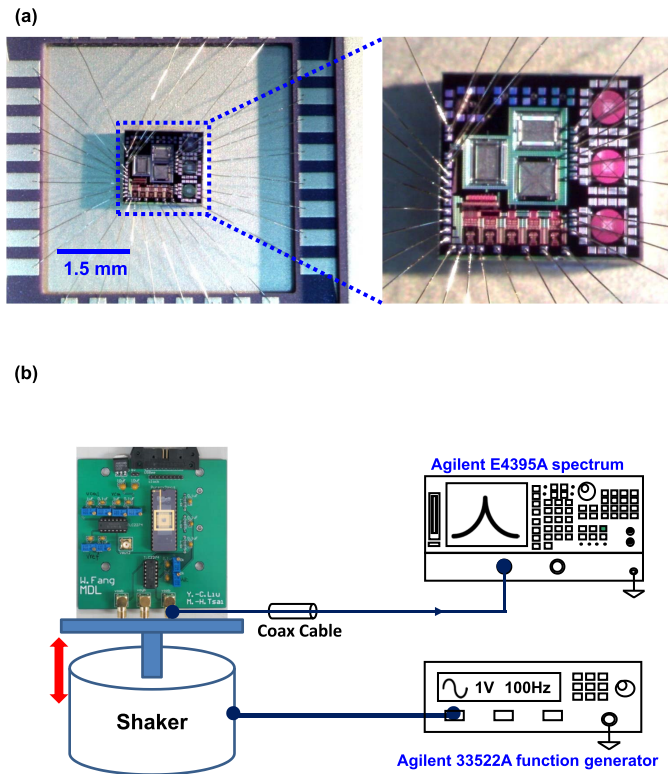 (a)
1.5 mm
(b)
Agilent E4395A spectrum
W.Fang
MDL
Y.-C.Liu
M.-H.Tsai
Coax Cable
Shaker
1V 100Hz
Agilent 33522A function generator